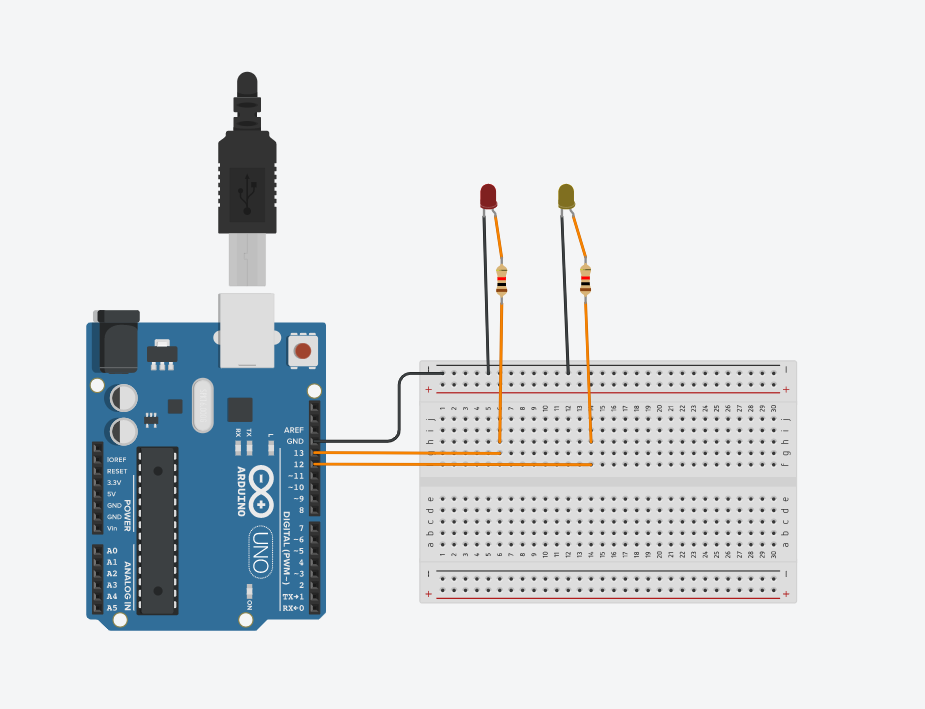 AREF
GND
13
12
~11
~10
~9
8
7
~6
~5
4
~3
2
TX→1
RX←0
DIGITAL (PWM~)
RX
TX
L
ARDUINO
UNO
ON
IOREF
RESET
3.3V
5V
GND
GND
Vin
POWER
A0
A1
A2
A3
A4
A5
ANALOG IN
− −
+ +
1 2 3 4 5 6 7 8 9 10 11 12 13 14 15 16 17 18 19 20 21 22 23 24 25 26 27 28 29 30
j j
i i
h h
g g
f f
e e
d d
c c
b b
a a
1 2 3 4 5 6 7 8 9 10 11 12 13 14 15 16 17 18 19 20 21 22 23 24 25 26 27 28 29 30
− −
+ +